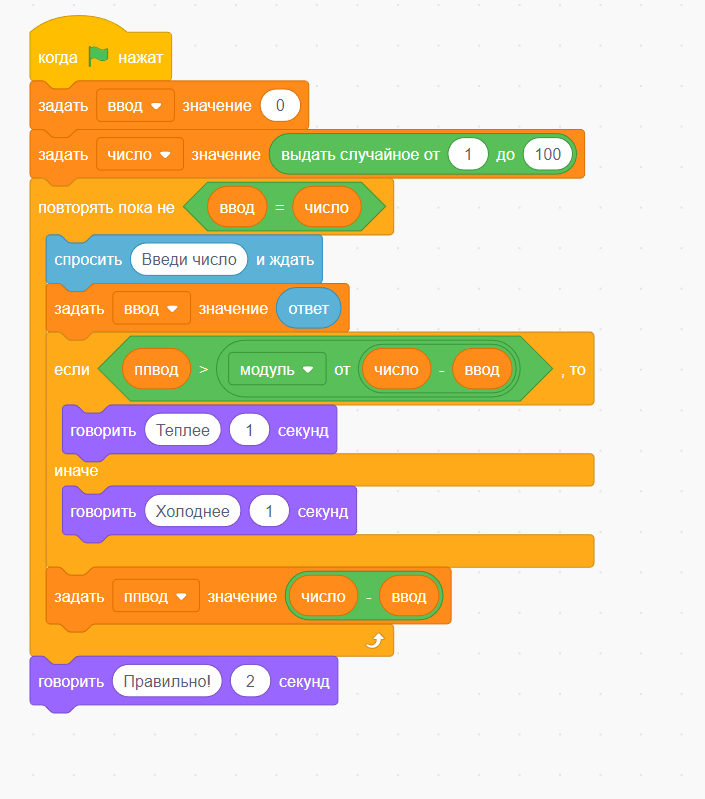 когда нажат
задать ввод значение 0
задать число значение выдать случайное от 1 до 100
повторять пока не ввод = число
спросить Введи число и ждать
задать ввод значение ответ
если ппвод > модуль от число - ввод , то
говорить Теплее 1 секунд
иначе
говорить Холоднее 1 секунд
задать ппвод значение число - ввод
говорить Правильно! 2 секунд